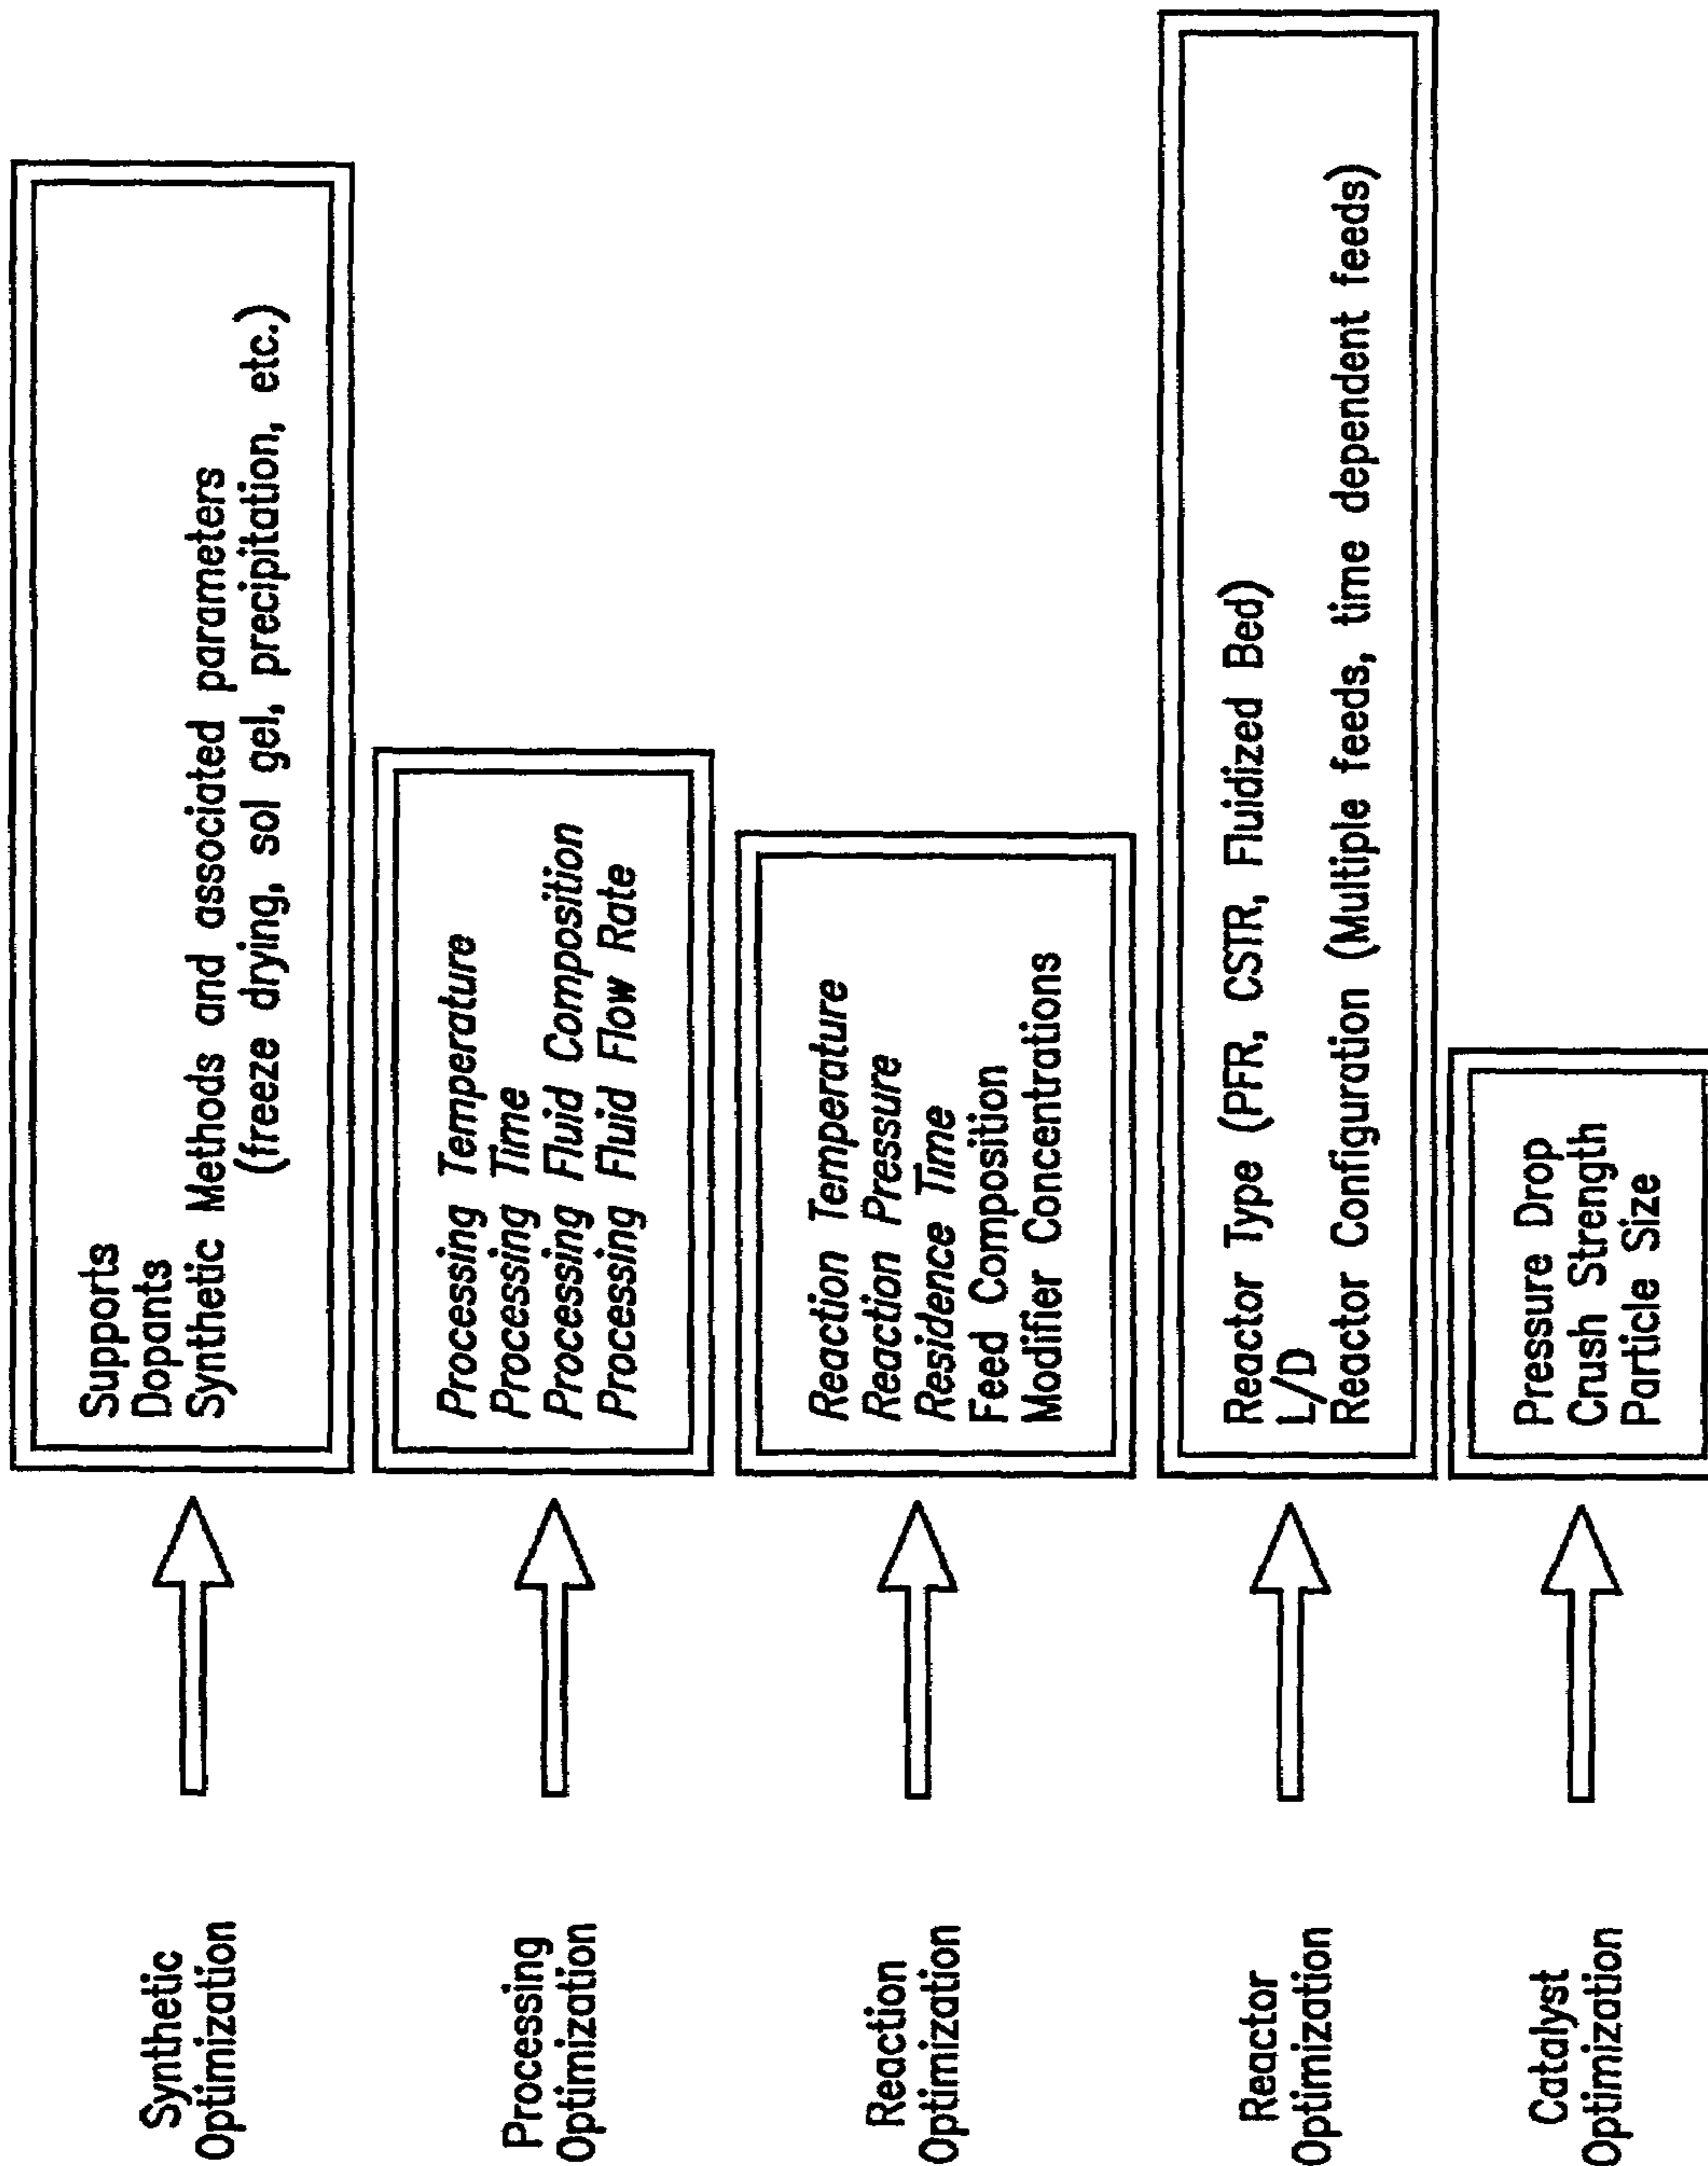 Synthetic
Optimization
Supports
Dopants
Synthetic Methods and associated parameters
(freeze drying, sol gel, precipitation, etc.)
Processing
Optimization
Processing Temperature
Processing Time
Processing Fluid Composition
Processing Fluid Flow Rate
Reaction
Optimization
Reaction Temperature
Reaction Pressure
Residence Time
Feed Composition
Modifier Concentrations
Reactor
Optimization
Reactor Type (PFR, CSTR, Fluidized Bed)
L/D
Reactor Configuration (Multiple feeds, time dependent feeds)
Catalyst
Optimization
Pressure Drop
Crush Strength
Particle Size